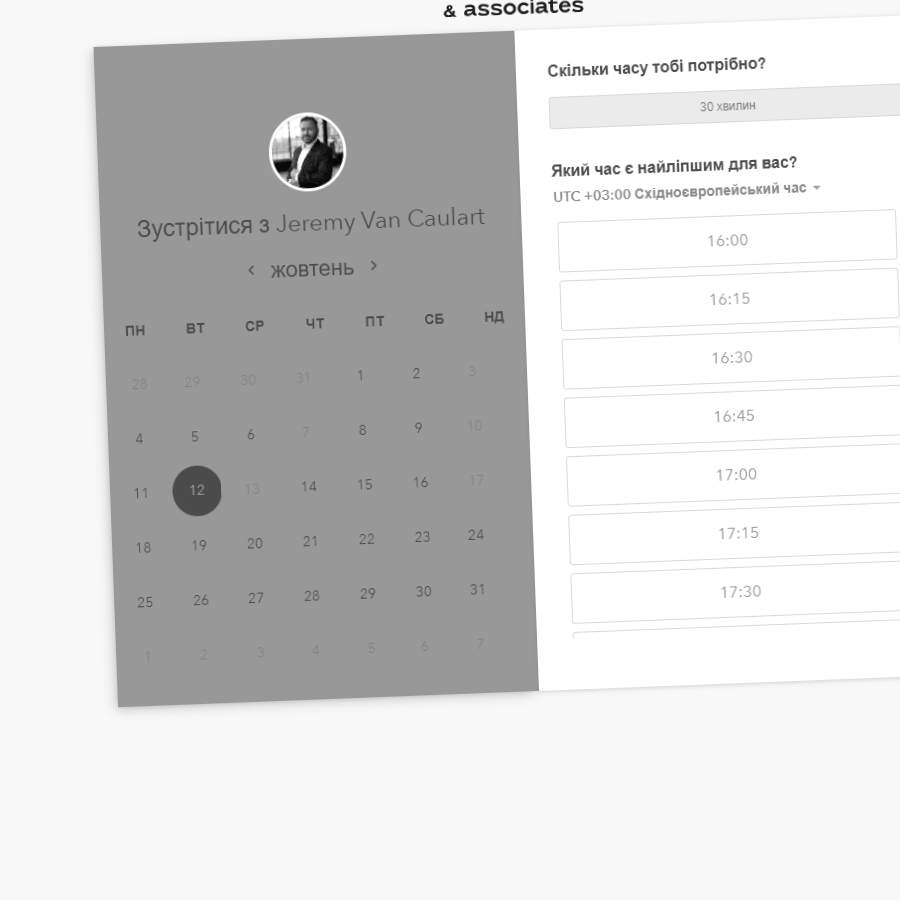 & associates
Зустрітися з Jeremy Van Caulart
жовтень
ПН ВТ СР ЧТ ПТ СБ НД
28 29 30 31 1 2 3
4 5 6 7 8 9 10
11 12 13 14 15 16 17
18 19 20 21 22 23 24
25 26 27 28 29 30 31
1 2 3 4 5 6 7
Скільки часу тобі потрібно?
30 хвилин
Який час є найліпшим для вас?
UTC +03:00 Східноєвропейський час
16:00
16:15
16:30
16:45
17:00
17:15
17:30